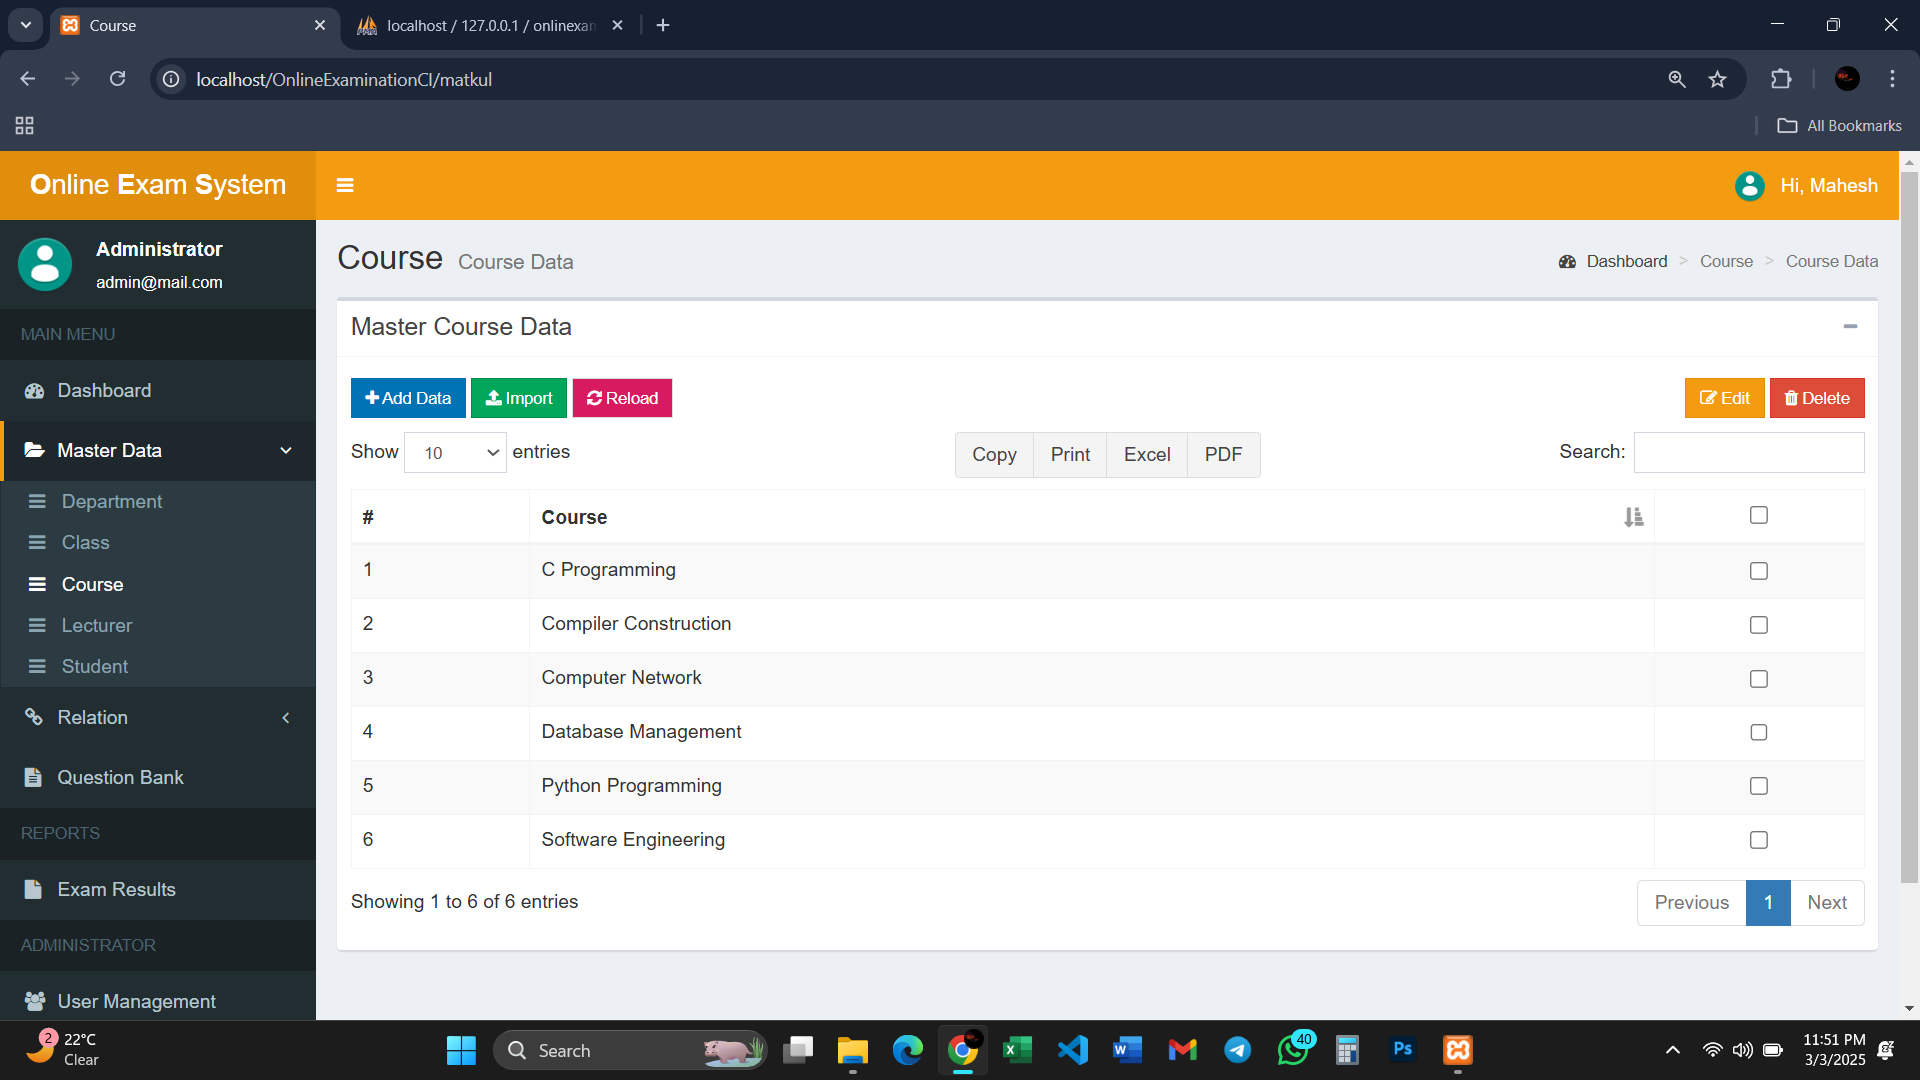 Course
localhost / 127.0.0.1 / onlinexan
localhost/OnlineExaminationCI/matkul
All Bookmarks
Online Exam System
Hi, Mahesh
Administrator
admin@mail.com
MAIN MENU
Dashboard
Master Data
Department
Class
Course
Lecturer
Student
Relation
Question Bank
REPORTS
Exam Results
ADMINISTRATOR
User Management
Course Course Data
Dashboard > Course > Course Data
Master Course Data
Add Data Import Reload
Edit Delete
Show 10 entries
Copy Print Excel PDF
Search:
# Course
1 C Programming
2 Compiler Construction
3 Computer Network
4 Database Management
5 Python Programming
6 Software Engineering
Showing 1 to 6 of 6 entries
Previous 1 Next
2
22°C
Clear
Search
40
Ps
11:51 PM
3/3/2025